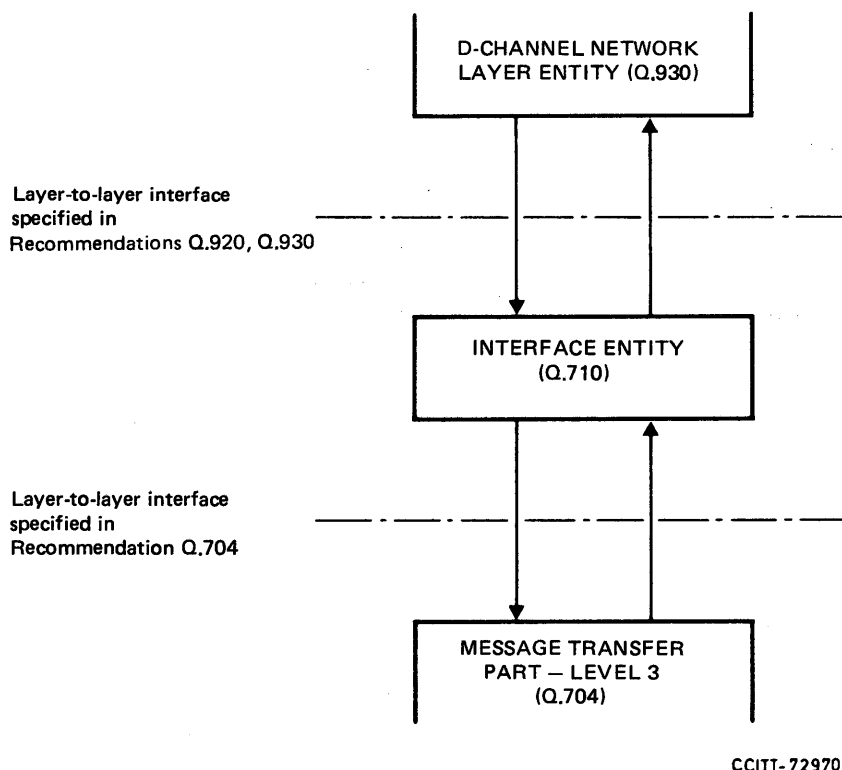 D-CHANNEL NETWORK
LAYER ENTITY (Q.930)
Layer-to-layer interface
specified in
Recommendations Q.920, Q.930
INTERFACE ENTITY
(Q.710)
Layer-to-layer interface
specified in
Recommendation Q.704
MESSAGE TRANSFER
PART — LEVEL 3
(Q.704)
CCITT-72970